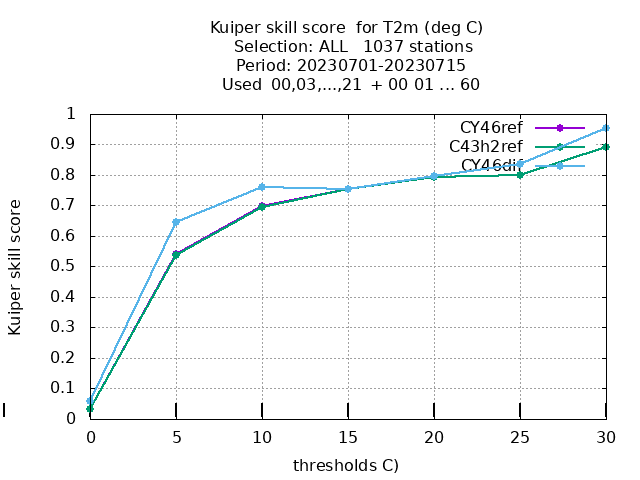 Kuiper skill score  for T2m (deg C)
Selection: ALL   1037 stations
Period: 20230701-20230715
Used  00,03,...,21  + 00 01 ... 60
CY46ref
C43h2ref
CY46dif
Kuiper skill score
1
0.9
0.8
0.7
0.6
0.5
0.4
0.3
0.2
0.1
0
0 5 10 15 20 25 30
thresholds C)